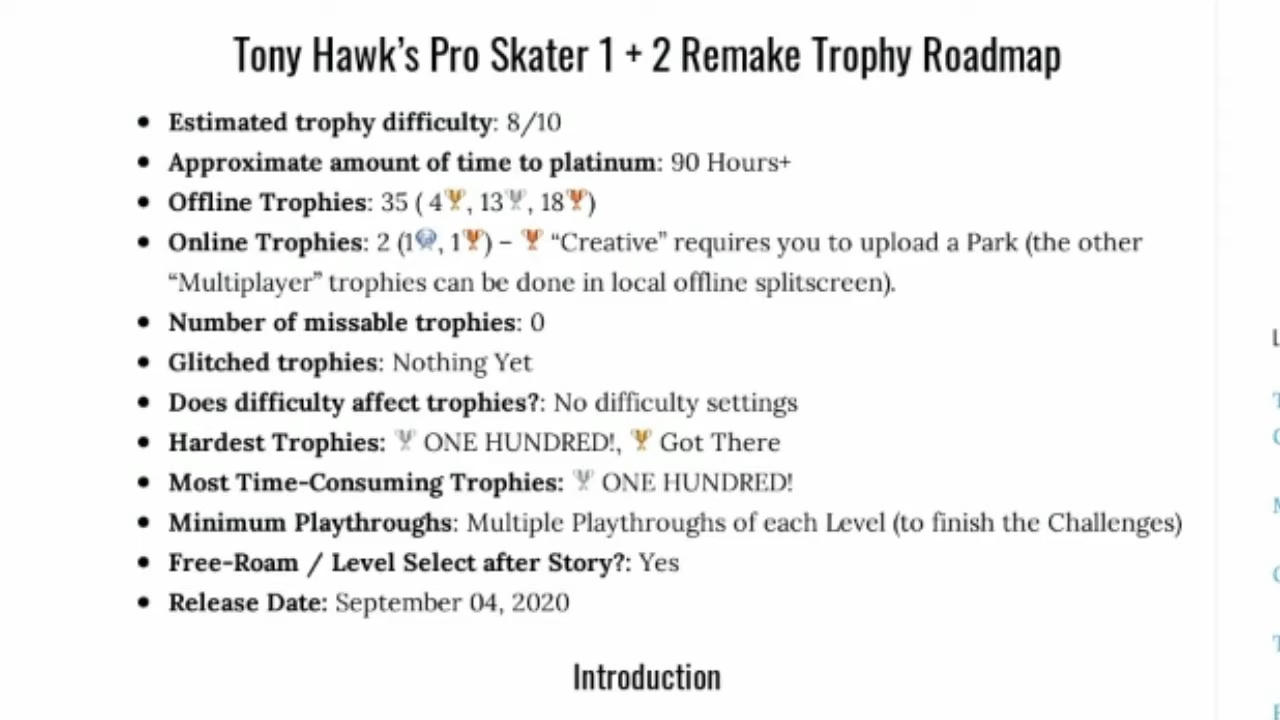 Tony Hawk's Pro Skater 1 + 2 Remake Trophy Roadmap
• Estimated trophy difficulty: 8/10
• Approximate amount of time to platinum: 90 Hours+
• Offline Trophies: 35 ( 4🏆, 13🏆, 18🏆)
• Online Trophies: 2 (1🏆, 1🏆) – 🏆 “Creative” requires you to upload a Park (the other
“Multiplayer” trophies can be done in local offline splitscreen).
• Number of missable trophies: 0
• Glitched trophies: Nothing Yet
• Does difficulty affect trophies?: No difficulty settings
• Hardest Trophies: 🏆 ONE HUNDRED!, 🏆 Got There
• Most Time-Consuming Trophies: 🏆 ONE HUNDRED!
• Minimum Playthroughs: Multiple Playthroughs of each Level (to finish the Challenges)
• Free-Roam / Level Select after Story?: Yes
• Release Date: September 04, 2020
Introduction